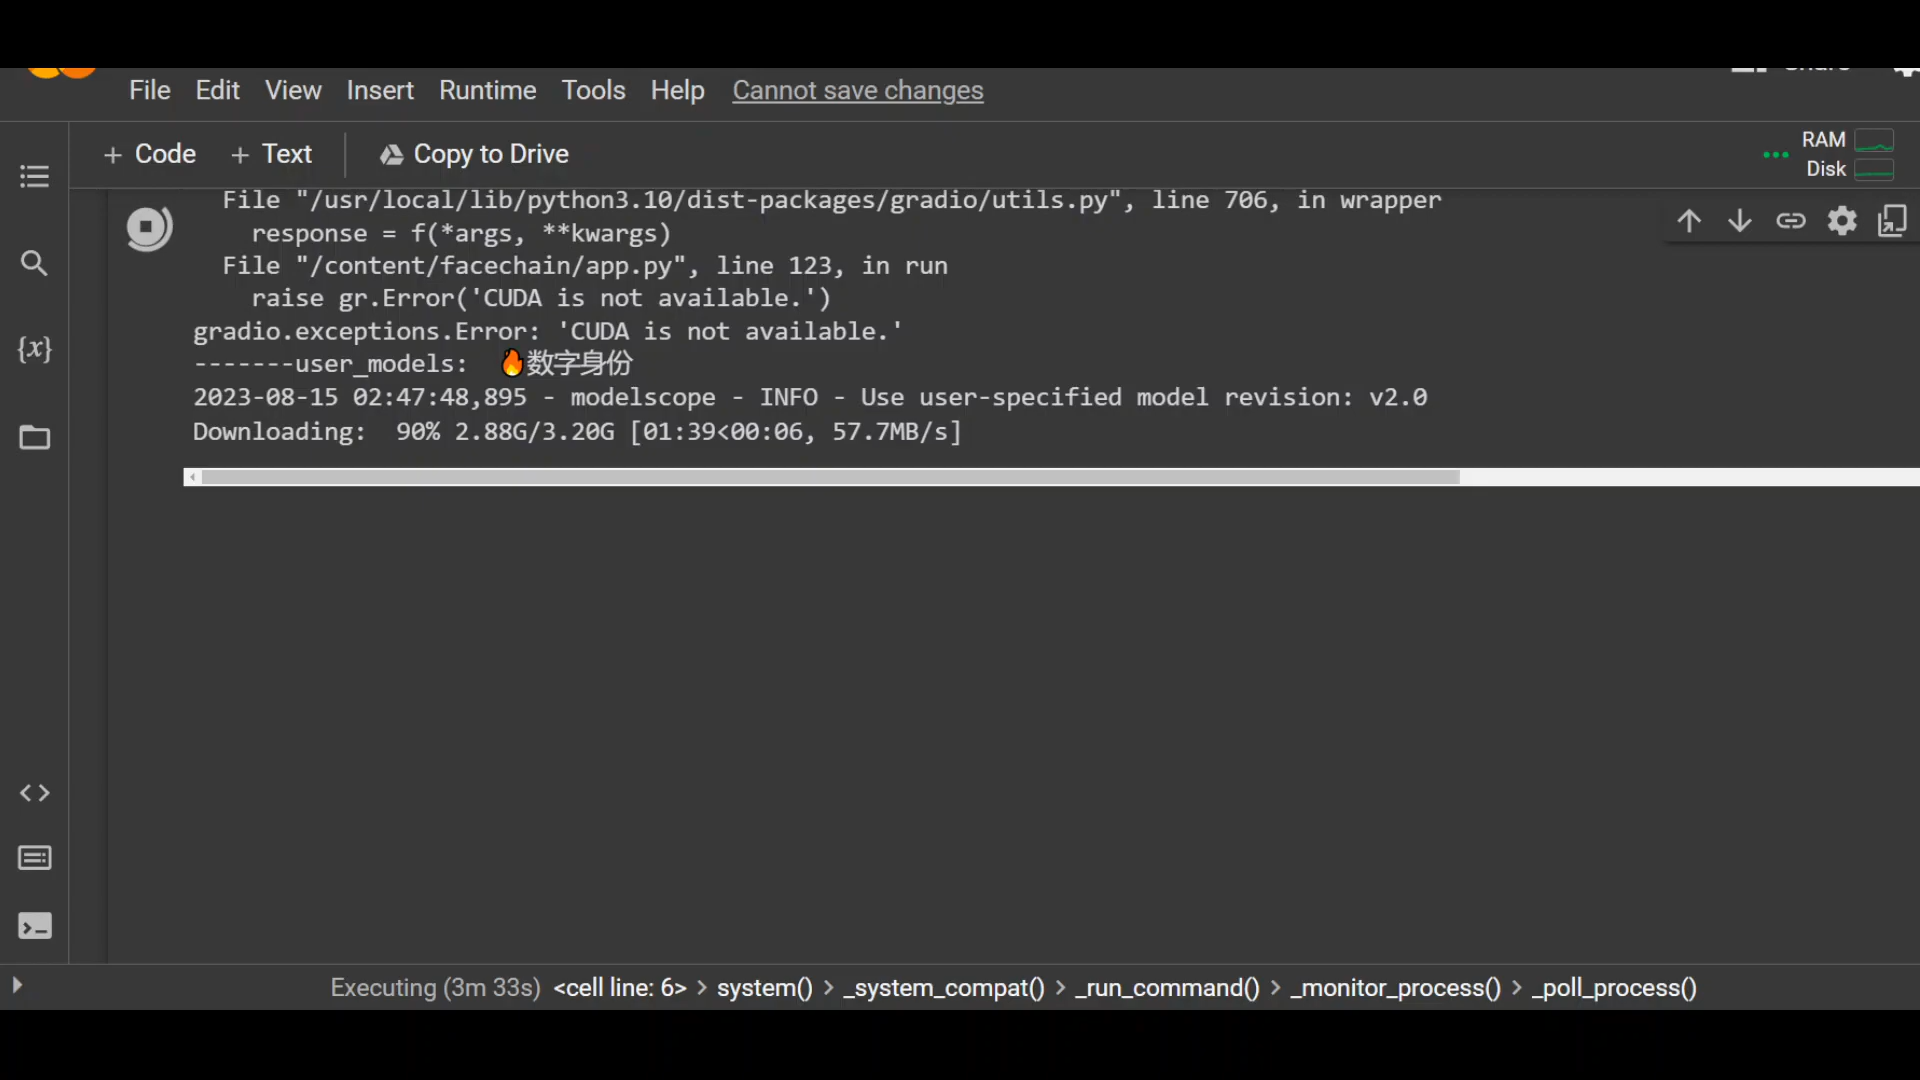 File Edit View Insert Runtime Tools Help Cannot save changes
+ Code + Text Copy to Drive
RAM
Disk
File "/usr/local/lib/python3.10/dist-packages/gradio/utils.py", line 706, in wrapper
response = f(*args, **kwargs)
File "/content/facechain/app.py", line 123, in run
raise gr.Error('CUDA is not available.')
gradio.exceptions.Error: 'CUDA is not available.'
-------user_models: 🔥数字身份
2023-08-15 02:47:48,895 - modelscope - INFO - Use user-specified model revision: v2.0
Downloading: 90% 2.88G/3.20G [01:39<00:06, 57.7MB/s]
Executing (3m 33s) <cell line: 6> > system() > _system_compat() > _run_command() > _monitor_process() > _poll_process()